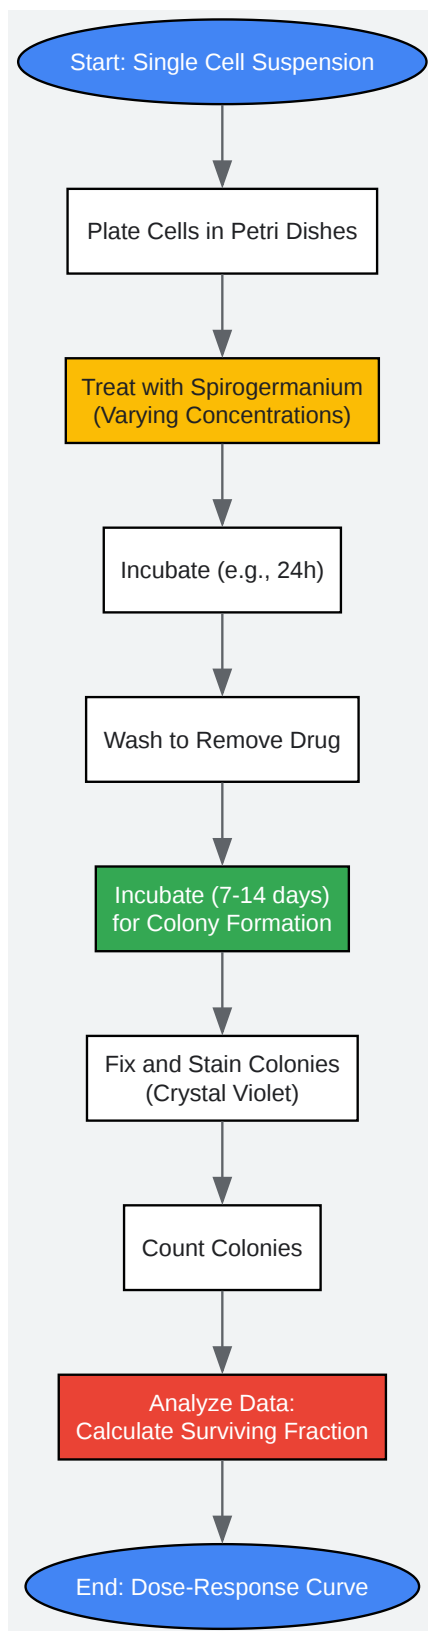 Start: Single Cell Suspension
Plate Cells in Petri Dishes
Treat with Spirogermanium
(Varying Concentrations)
Incubate (e.g., 24h)
Wash to Remove Drug
Incubate (7-14 days)
for Colony Formation
Fix and Stain Colonies
(Crystal Violet)
Count Colonies
Analyze Data:
Calculate Surviving Fraction
End: Dose-Response Curve